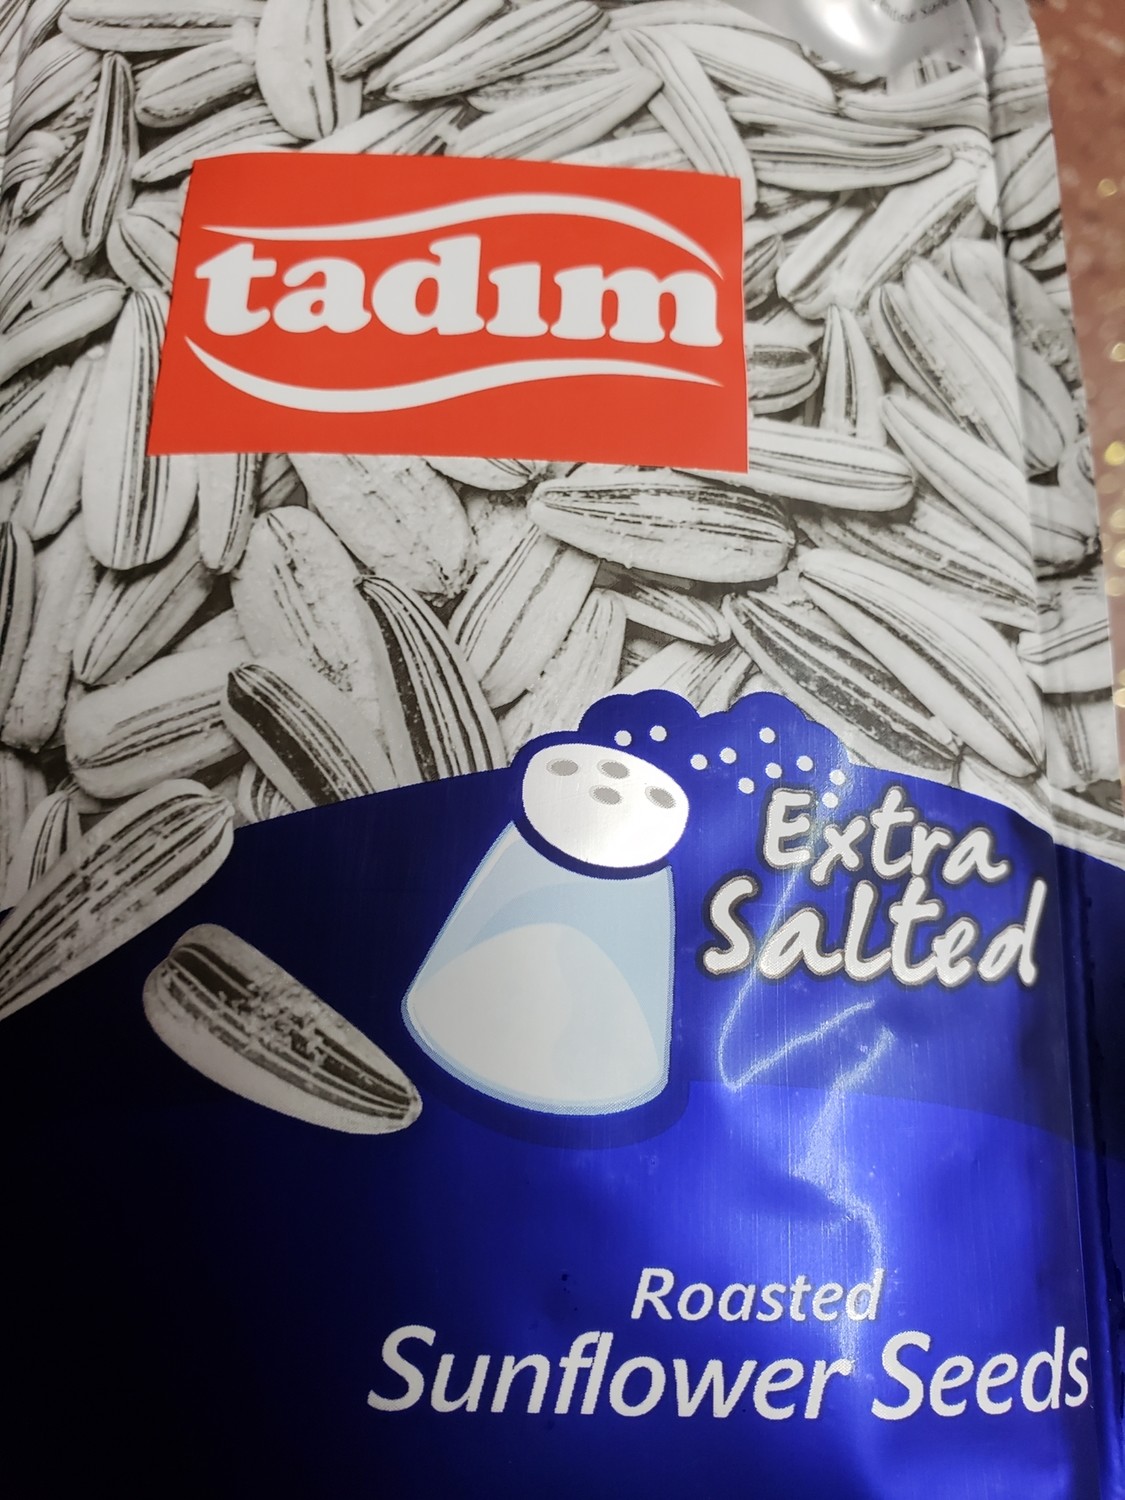 tadım
Extra
Salted
Roasted
Sunflower Seeds